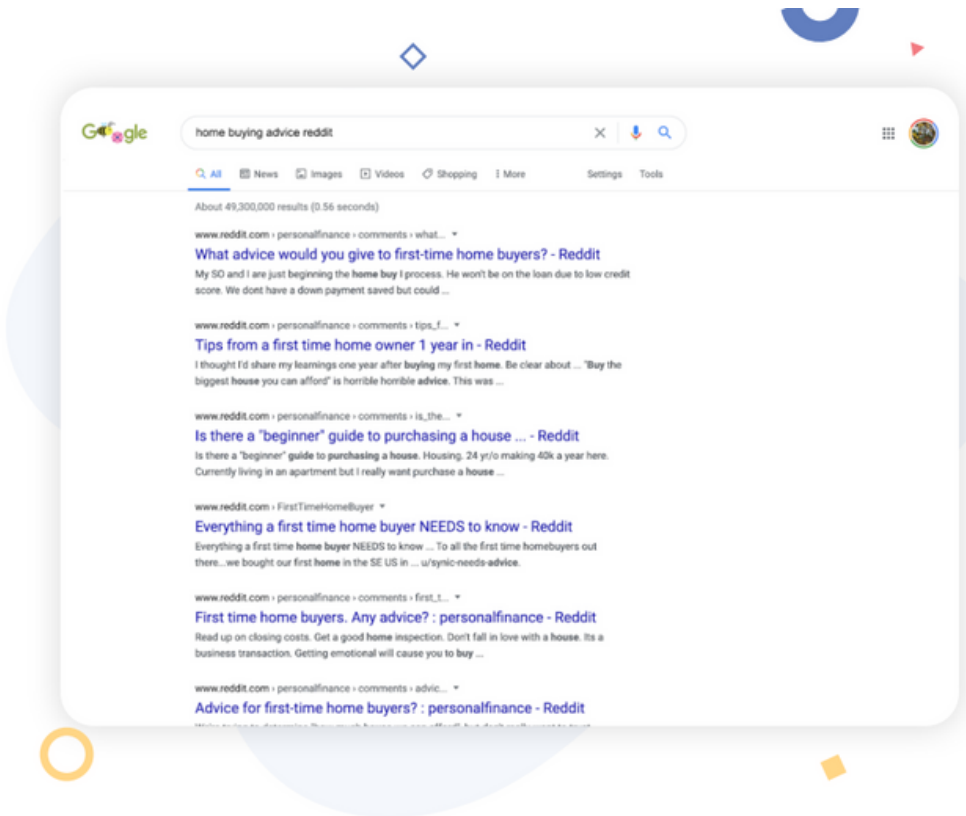 Google
home buying advice reddit
All News Images Videos Shopping More Settings Tools
About 49,300,000 results (0.56 seconds)
www.reddit.com › personalfinance › comments › what...
What advice would you give to first-time home buyers? - Reddit
My SO and I are just beginning the home buy I process. He won't be on the loan due to low credit
score. We dont have a down payment saved but could ...
www.reddit.com › personalfinance › comments › tips_f...
Tips from a first time home owner 1 year in - Reddit
I thought I'd share my learnings one year after buying my first home. Be clear about ... "Buy the
biggest house you can afford" is horrible horrible advice. This was ...
www.reddit.com › personalfinance › comments › is_the...
Is there a "beginner" guide to purchasing a house ... - Reddit
Is there a "beginner" guide to purchasing a house. Housing. 24 yr/o making 40k a year here.
Currently living in an apartment but I really want purchase a house ...
www.reddit.com › FirstTimeHomeBuyer
Everything a first time home buyer NEEDS to know - Reddit
Everything a first time home buyer NEEDS to know ... To all the first time homebuyers out
there...we bought our first home in the SE US in ... u/synic-needs-advice.
www.reddit.com › personalfinance › comments › first_t...
First time home buyers. Any advice? : personalfinance - Reddit
Read up on closing costs. Get a good home inspection. Don't fall in love with a house. Its a
business transaction. Getting emotional will cause you to buy ...
www.reddit.com › personalfinance › comments › advic...
Advice for first-time home buyers? : personalfinance - Reddit